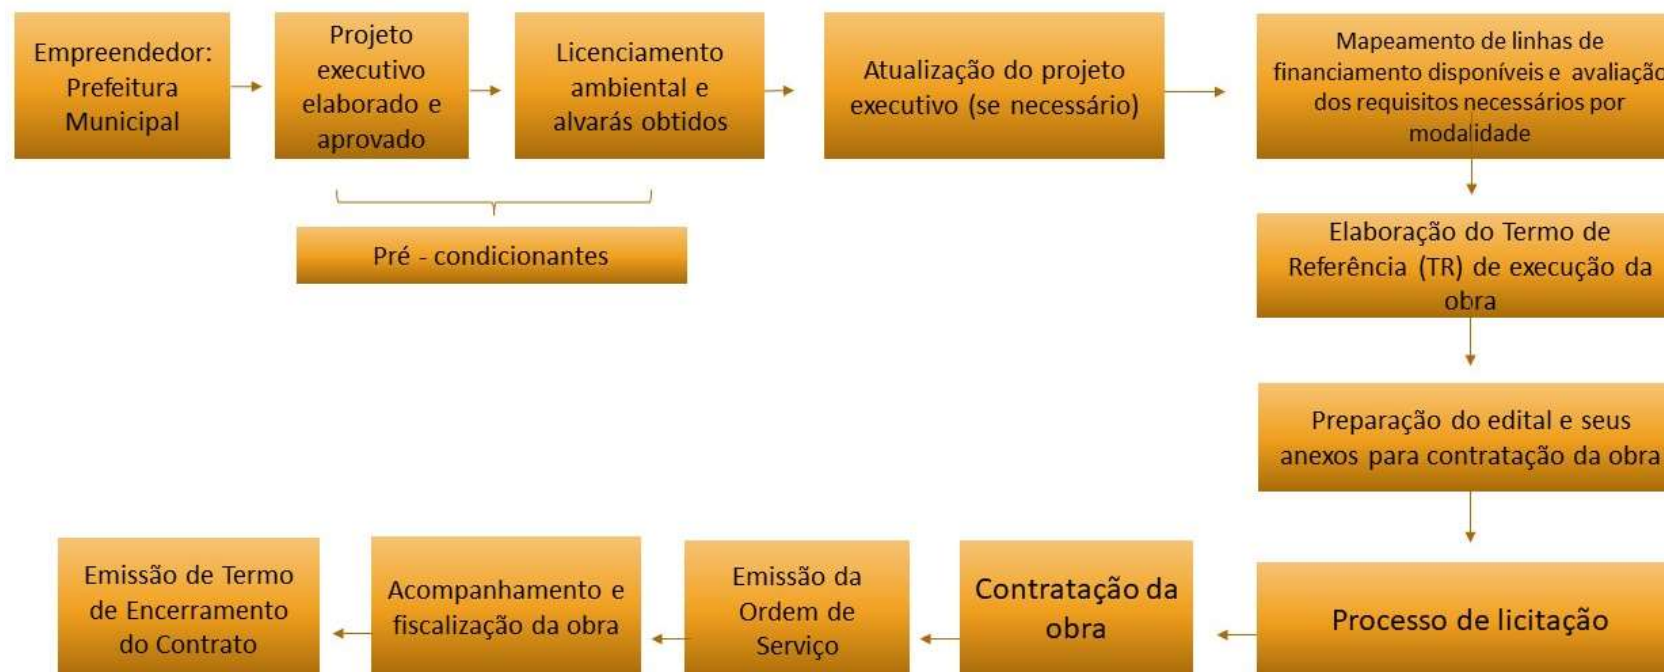 Empreendedor:
Prefeitura
Municipal
Projeto
executivo
elaborado e
aprovado
Licenciamento
ambiental e
alvarás obtidos
Atualização do projeto
executivo (se necessário)
Mapeamento de linhas de
financiamento disponíveis e avaliação
dos requisitos necessários por
modalidade
Pré - condicionantes
Elaboração do Termo de
Referência (TR) de execução da
obra
Preparação do edital e seus
anexos para contratação da obra
Processo de licitação
Contratação da
obra
Emissão da
Ordem de
Serviço
Acompanhamento e
fiscalização da obra
Emissão de Termo
de Encerramento
do Contrato